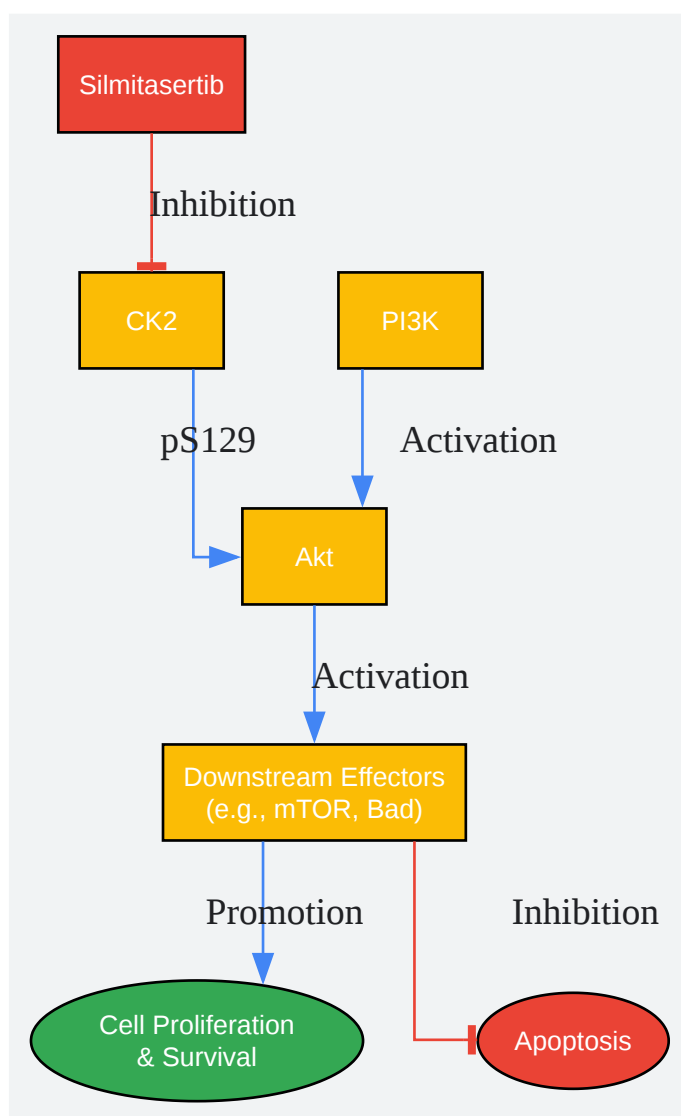 Silmitasertib
Inhibition
CK2
PI3K
pS129
Activation
Akt
Activation
Downstream Effectors
(e.g., mTOR, Bad)
Promotion
Inhibition
Cell Proliferation
& Survival
Apoptosis